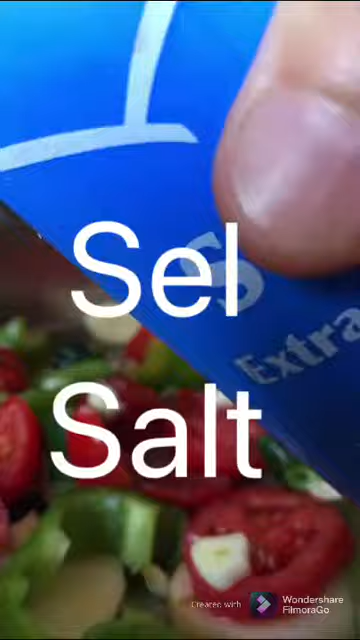 Sel
Extra
Salt
Created with
Wondershare
FilmoraGo